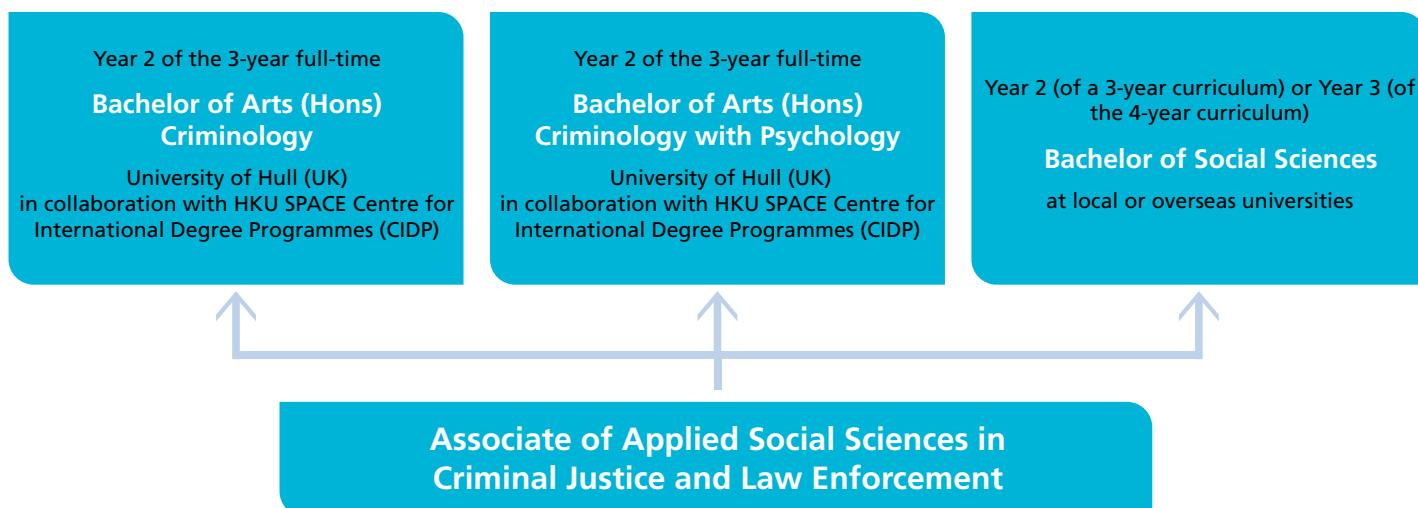 Year 2 of the 3-year full-time
Bachelor of Arts (Hons)
Criminology
University of Hull (UK)
in collaboration with HKU SPACE Centre for
International Degree Programmes (CIDP)
Year 2 of the 3-year full-time
Bachelor of Arts (Hons)
Criminology with Psychology
University of Hull (UK)
in collaboration with HKU SPACE Centre for
International Degree Programmes (CIDP)
Year 2 (of a 3-year curriculum) or Year 3 (of
the 4-year curriculum)
Bachelor of Social Sciences
at local or overseas universities
Associate of Applied Social Sciences in
Criminal Justice and Law Enforcement